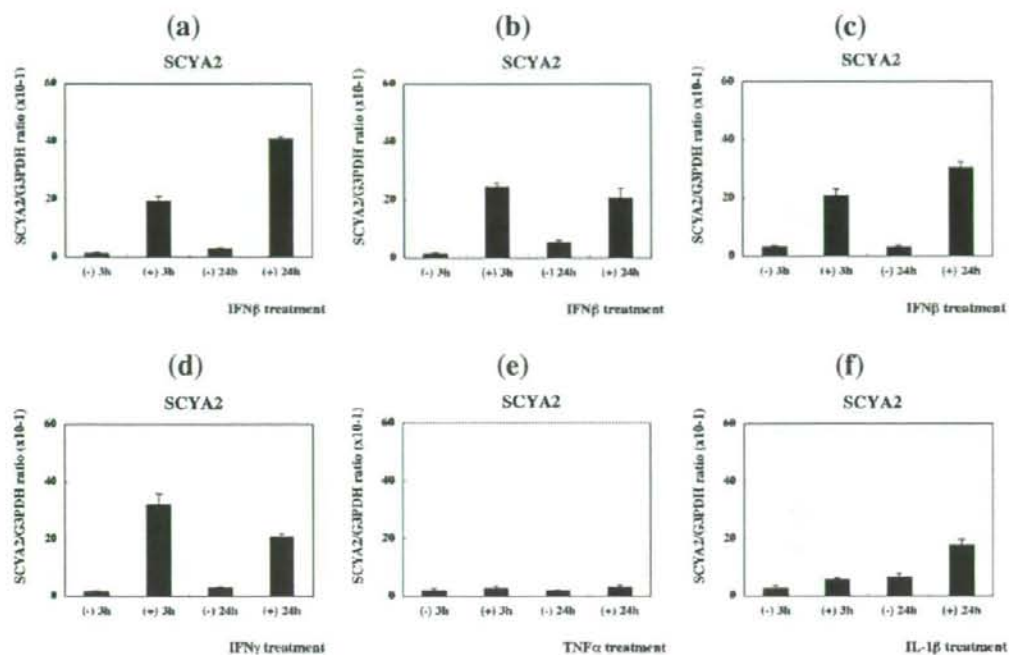 (a)
SCYA2
SCYA2/G3PDH ratio (x10-1)
60
40
20
0
(-) 3h (+) 3h (-) 24h (+) 24h
IFNβ treatment
(b)
SCYA2
SCYA2/G3PDH ratio (x10-1)
60
40
20
0
(-) 3h (+) 3h (-) 24h (+) 24h
IFNβ treatment
(c)
SCYA2
SCYA2/G3PDH ratio (x10-1)
60
40
20
0
(-) 3h (+) 3h (-) 24h (+) 24h
IFNβ treatment
(d)
SCYA2
SCYA2/G3PDH ratio (x10-1)
60
40
20
0
(-) 3h (+) 3h (-) 24h (+) 24h
IFNγ treatment
(e)
SCYA2
SCYA2/G3PDH ratio (x10-1)
60
40
20
0
(-) 3h (+) 3h (-) 24h (+) 24h
TNFα treatment
(f)
SCYA2
SCYA2/G3PDH ratio (x10-1)
60
40
20
0
(-) 3h (+) 3h (-) 24h (+) 24h
IL-1β treatment